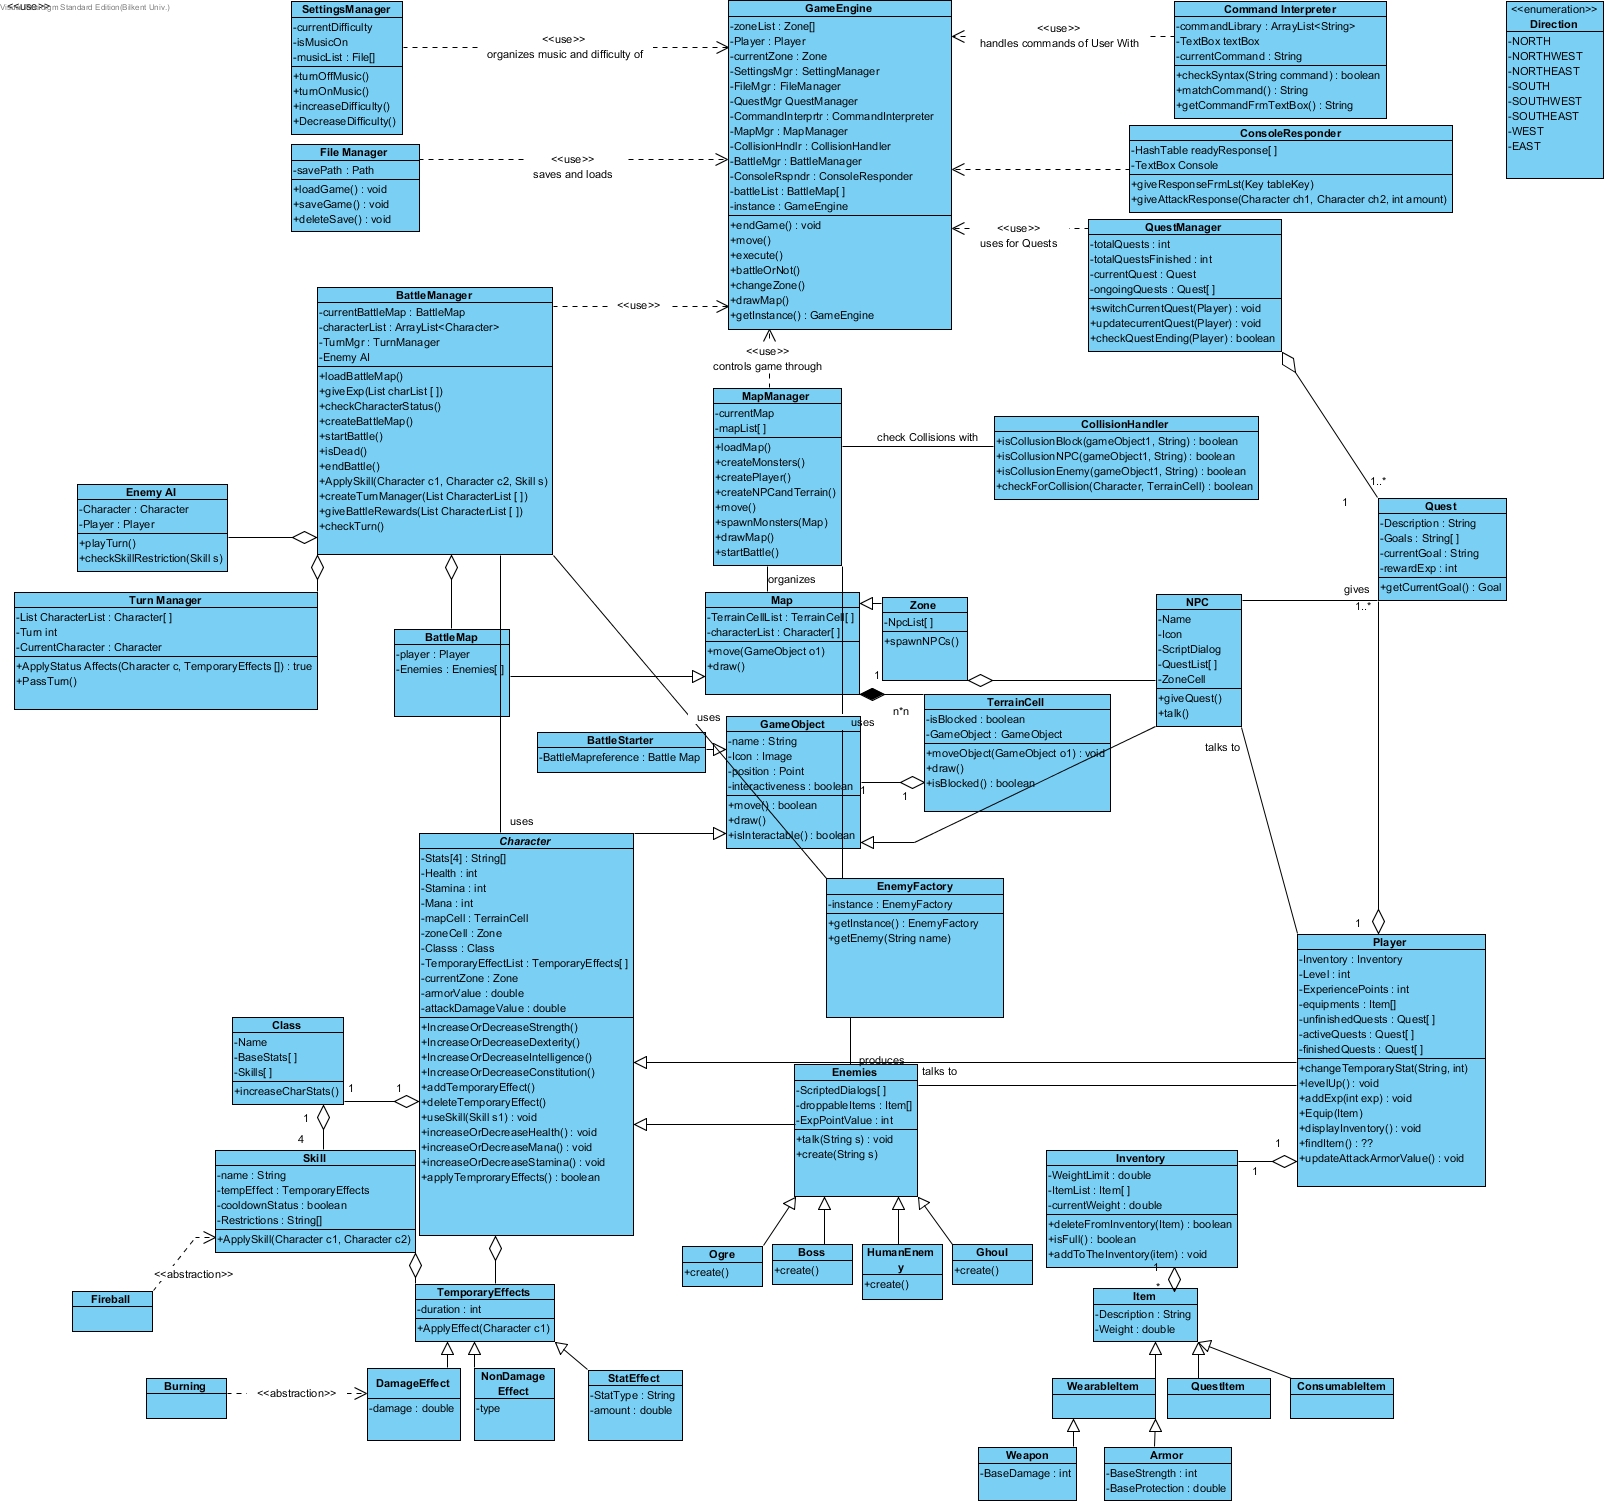 <<use>>
SettingsManager
-currentDifficulty
-isMusicOn
-musicList : File[]
+turnOffMusic()
+turnOnMusic()
+increaseDifficulty()
+DecreaseDifficulty()
<<use>>
organizes music and difficulty of
File Manager
-savePath : Path
+loadGame() : void
+saveGame() : void
+deleteSave() : void
<<use>>
saves and loads
GameEngine
-zoneList : Zone[]
-Player : Player
-currentZone : Zone
-SettingsMgr : SettingManager
-FileMgr : FileManager
-QuestMgr QuestManager
-CommandInterprtr : CommandInterpreter
-MapMgr : MapManager
-CollisionHndlr : CollisionHandler
-BattleMgr : BattleManager
-ConsoleRspndr : ConsoleResponder
-battleList : BattleMap[ ]
-instance : GameEngine
+endGame() : void
+move()
+execute()
+battleOrNot()
+changeZone()
+drawMap()
+getInstance() : GameEngine
<<use>>
handles commands of User With
Command Interpreter
-commandLibrary : ArrayList<String>
-TextBox textBox
-currentCommand : String
+checkSyntax(String command) : boolean
+matchCommand() : String
+getCommandFrmTextBox() : String
<<enumeration>>
Direction
-NORTH
-NORTHWEST
-NORTHEAST
-SOUTH
-SOUTHWEST
-SOUTHEAST
-WEST
-EAST
ConsoleResponder
-HashTable readyResponse[ ]
-TextBox Console
+giveResponseFrmLst(Key tableKey)
+giveAttackResponse(Character ch1, Character ch2, int amount)
<<use>>
uses for Quests
QuestManager
-totalQuests : int
-totalQuestsFinished : int
-currentQuest : Quest
-ongoingQuests : Quest[ ]
+switchCurrentQuest(Player) : void
+updatecurrentQuest(Player) : void
+checkQuestEnding(Player) : boolean
BattleManager
-currentBattleMap : BattleMap
-characterList : ArrayList<Character>
-TurnMgr : TurnManager
-Enemy AI
+loadBattleMap()
+giveExp(List charList [ ])
+checkCharacterStatus()
+createBattleMap()
+startBattle()
+isDead()
+endBattle()
+ApplySkill(Character c1, Character c2, Skill s)
+createTurnManager(List CharacterList [ ])
+giveBattleRewards(List CharacterList [ ])
+checkTurn()
<<use>>
<<use>>
controls game through
MapManager
-currentMap
-mapList[ ]
+loadMap()
+createMonsters()
+createPlayer()
+createNPCandTerrain()
+move()
+spawnMonsters(Map)
+drawMap()
+startBattle()
check Collisions with
CollisionHandler
+isCollusionBlock(gameObject1, String) : boolean
+isCollusionNPC(gameObject1, String) : boolean
+isCollusionEnemy(gameObject1, String) : boolean
+checkForCollision(Character, TerrainCell) : boolean
1..*
1
Quest
-Description : String
-Goals : String[ ]
-currentGoal : String
-rewardExp : int
+getCurrentGoal() : Goal
Enemy AI
-Character : Character
-Player : Player
+playTurn()
+checkSkillRestriction(Skill s)
Turn Manager
-List CharacterList : Character[ ]
-Turn int
-CurrentCharacter : Character
+ApplyStatus Affects(Character c, TemporaryEffects []) : true
+PassTurn()
BattleMap
-player : Player
-Enemies : Enemies[ ]
organizes
Map
-TerrainCellList : TerrainCell[ ]
-characterList : Character[ ]
+move(GameObject o1)
+draw()
Zone
-NpcList[ ]
+spawnNPCs()
NPC
-Name
-Icon
-ScriptDialog
-QuestList[ ]
-ZoneCell
+giveQuest()
+talk()
gives
1..*
1
n*n
uses
uses
talks to
TerrainCell
-isBlocked : boolean
-GameObject : GameObject
+moveObject(GameObject o1) : void
+draw()
+isBlocked() : boolean
BattleStarter
-BattleMapreference : Battle Map
GameObject
-name : String
-Icon : Image
-position : Point
-interactiveness : boolean
+move() : boolean
+draw()
+isInteractable() : boolean
1
1
uses
Character
-Stats[4] : String[]
-Health : int
-Stamina : int
-Mana : int
-mapCell : TerrainCell
-zoneCell : Zone
-Classs : Class
-TemporaryEffectList : TemporaryEffects[ ]
-currentZone : Zone
-armorValue : double
-attackDamageValue : double
+IncreaseOrDecreaseStrength()
+IncreaseOrDecreaseDexterity()
+IncreaseOrDecreaseIntelligence()
+IncreaseOrDecreaseConstitution()
+addTemporaryEffect()
+deleteTemporaryEffect()
+useSkill(Skill s1) : void
+increaseOrDecreaseHealth() : void
+increaseOrDecreaseMana() : void
+increaseOrDecreaseStamina() : void
+applyTemproraryEffects() : boolean
EnemyFactory
-instance : EnemyFactory
+getInstance() : EnemyFactory
+getEnemy(String name)
1
Player
-Inventory : Inventory
-Level : int
-ExperiencePoints : int
-equipments : Item[]
-unfinishedQuests : Quest[ ]
-activeQuests : Quest[ ]
-finishedQuests : Quest[ ]
+changeTemporaryStat(String, int)
+levelUp() : void
+addExp(int exp) : void
+Equip(Item)
+displayInventory() : void
+findItem() : ??
+updateAttackArmorValue() : void
Class
-Name
-BaseStats[ ]
-Skills[ ]
+increaseCharStats()
1
1
1
4
Skill
-name : String
-tempEffect : TemporaryEffects
-cooldownStatus : boolean
-Restrictions : String[]
+ApplySkill(Character c1, Character c2)
produces
talks to
Enemies
-ScriptedDialogs[ ]
-droppableItems : Item[]
-ExpPointValue : int
+talk(String s) : void
+create(String s)
1
1
Inventory
-WeightLimit : double
-ItemList : Item[ ]
-currentWeight : double
+deleteFromInventory(Item) : boolean
+isFull() : boolean
+addToTheInventory(item) : void
Ogre
+create()
Boss
+create()
HumanEnem
y
+create()
Ghoul
+create()
<<abstraction>>
Fireball
TemporaryEffects
-duration : int
+ApplyEffect(Character c1)
1
*
Item
-Description : String
-Weight : double
Burning
<<abstraction>>
DamageEffect
-damage : double
NonDamage
Effect
-type
StatEffect
-StatType : String
-amount : double
WearableItem
QuestItem
ConsumableItem
Weapon
-BaseDamage : int
Armor
-BaseStrength : int
-BaseProtection : double